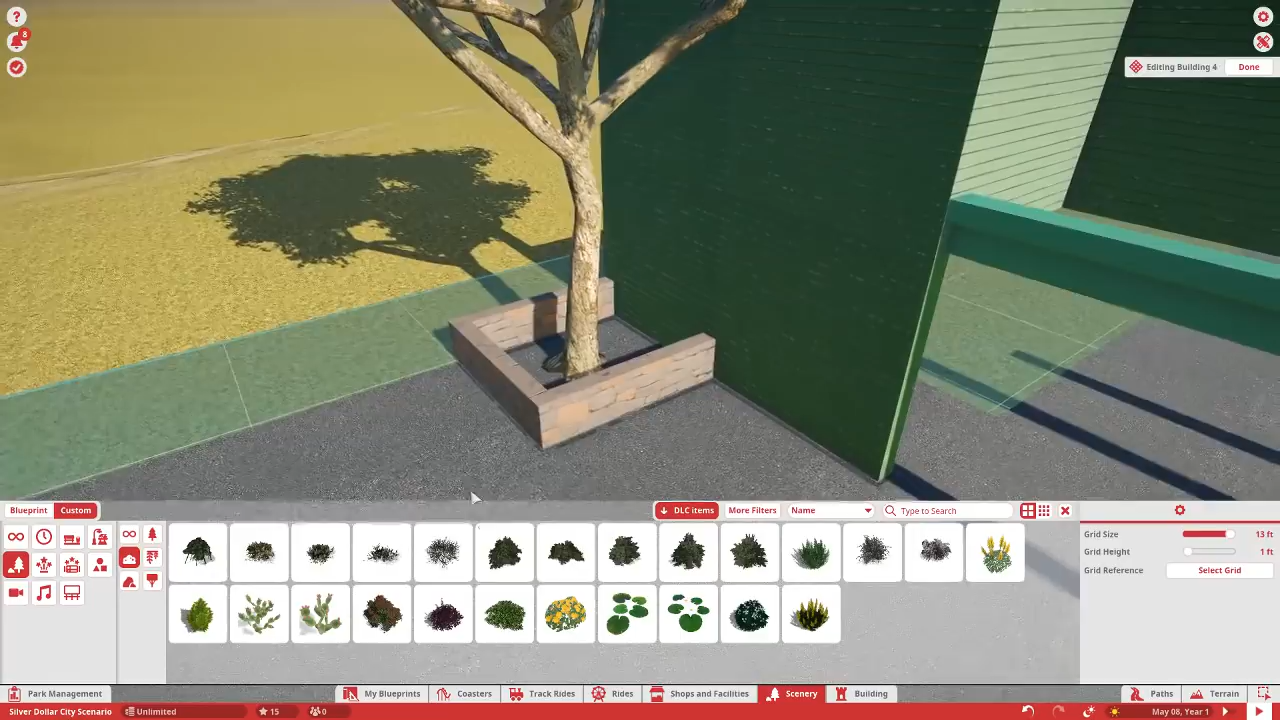 ?
8
Editing Building 4 Done
Blueprint Custom
DLC items More Filters Name Type to Search
Grid Size 13 ft
Grid Height 1 ft
Grid Reference Select Grid
Park Management My Blueprints Coasters Track Rides Rides Shops and Facilities Scenery Building Paths Terrain
Silver Dollar City Scenario Unlimited 15 0 May 08, Year 1